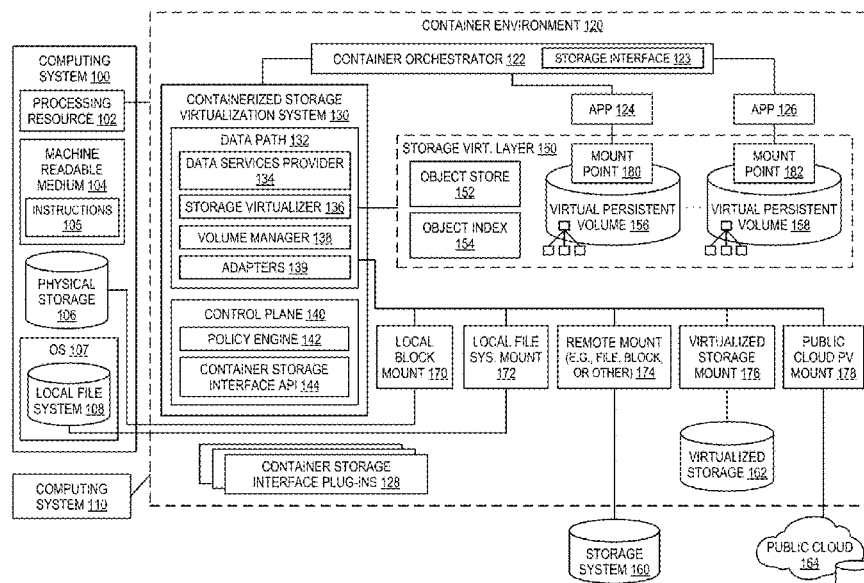 CONTAINER ENVIRONMENT 120
CONTAINER ORCHESTRATOR 122
STORAGE INTERFACE 123
COMPUTING
SYSTEM 100
PROCESSING
RESOURCE 102
MACHINE
READABLE
MEDIUM 104
INSTRUCTIONS
105
PHYSICAL
STORAGE
106
OS 107
LOCAL FILE
SYSTEM 108
COMPUTING
SYSTEM 110
CONTAINERIZED STORAGE
VIRTUALIZATION SYSTEM 130
DATA PATH 132
DATA SERVICES PROVIDER
134
STORAGE VIRTUALIZER 136
VOLUME MANAGER 138
ADAPTERS 139
CONTROL PLANE 140
POLICY ENGINE 142
CONTAINER STORAGE
INTERFACE API 144
APP 124
APP 126
STORAGE VIRT. LAYER 150
OBJECT STORE
152
OBJECT INDEX
154
MOUNT
POINT 180
VIRTUAL PERSISTENT
VOLUME 156
MOUNT
POINT 182
VIRTUAL PERSISTENT
VOLUME 158
LOCAL
BLOCK
MOUNT 170
LOCAL FILE
SYS. MOUNT
172
REMOTE MOUNT
(E.G., FILE, BLOCK,
OR OTHER) 174
VIRTUALIZED
STORAGE
MOUNT 178
PUBLIC
CLOUD PV
MOUNT 178
CONTAINER STORAGE
INTERFACE PLUG-INS 128
VIRTUALIZED
STORAGE 162
STORAGE
SYSTEM 160
PUBLIC CLOUD
164